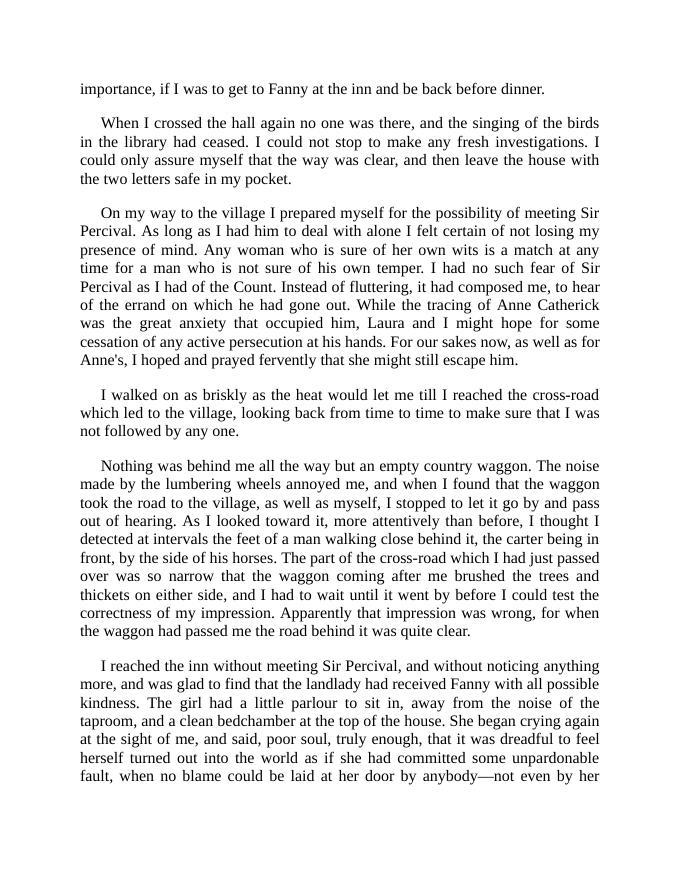 importance, if I was to get to Fanny at the inn and be back before dinner.
When I crossed the hall again no one was there, and the singing of the birds
in the library had ceased. I could not stop to make any fresh investigations. I
could only assure myself that the way was clear, and then leave the house with
the two letters safe in my pocket.
On my way to the village I prepared myself for the possibility of meeting Sir
Percival. As long as I had him to deal with alone I felt certain of not losing my
presence of mind. Any woman who is sure of her own wits is a match at any
time for a man who is not sure of his own temper. I had no such fear of Sir
Percival as I had of the Count. Instead of fluttering, it had composed me, to hear
of the errand on which he had gone out. While the tracing of Anne Catherick
was the great anxiety that occupied him, Laura and I might hope for some
cessation of any active persecution at his hands. For our sakes now, as well as for
Anne's, I hoped and prayed fervently that she might still escape him.
I walked on as briskly as the heat would let me till I reached the cross-road
which led to the village, looking back from time to time to make sure that I was
not followed by any one.
Nothing was behind me all the way but an empty country waggon. The noise
made by the lumbering wheels annoyed me, and when I found that the waggon
took the road to the village, as well as myself, I stopped to let it go by and pass
out of hearing. As I looked toward it, more attentively than before, I thought I
detected at intervals the feet of a man walking close behind it, the carter being in
front, by the side of his horses. The part of the cross-road which I had just passed
over was so narrow that the waggon coming after me brushed the trees and
thickets on either side, and I had to wait until it went by before I could test the
correctness of my impression. Apparently that impression was wrong, for when
the waggon had passed me the road behind it was quite clear.
I reached the inn without meeting Sir Percival, and without noticing anything
more, and was glad to find that the landlady had received Fanny with all possible
kindness. The girl had a little parlour to sit in, away from the noise of the
taproom, and a clean bedchamber at the top of the house. She began crying again
at the sight of me, and said, poor soul, truly enough, that it was dreadful to feel
herself turned out into the world as if she had committed some unpardonable
fault, when no blame could be laid at her door by anybody—not even by her